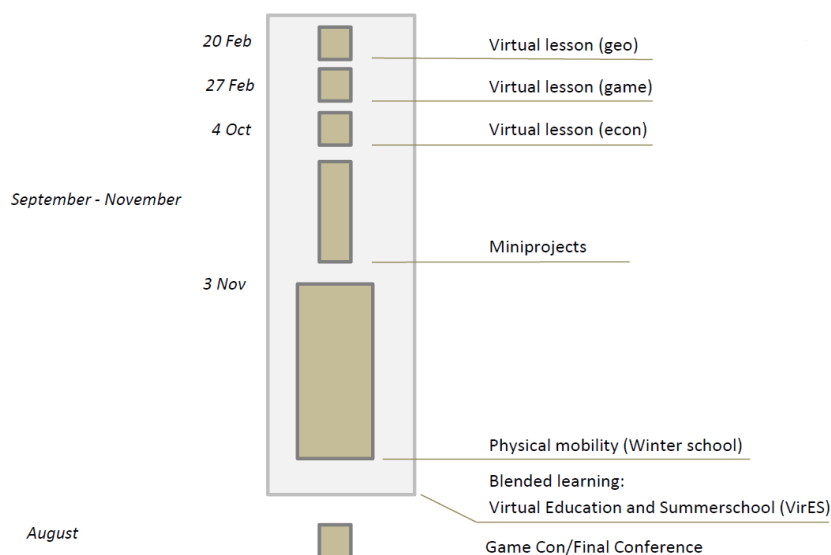 20 Feb
Virtual lesson (geo)
27 Feb
Virtual lesson (game)
4 Oct
Virtual lesson (econ)
September - November
Miniprojects
3 Nov
Physical mobility (Winter school)
Blended learning:
Virtual Education and Summerschool (VirES)
August
Game Con/Final Conference